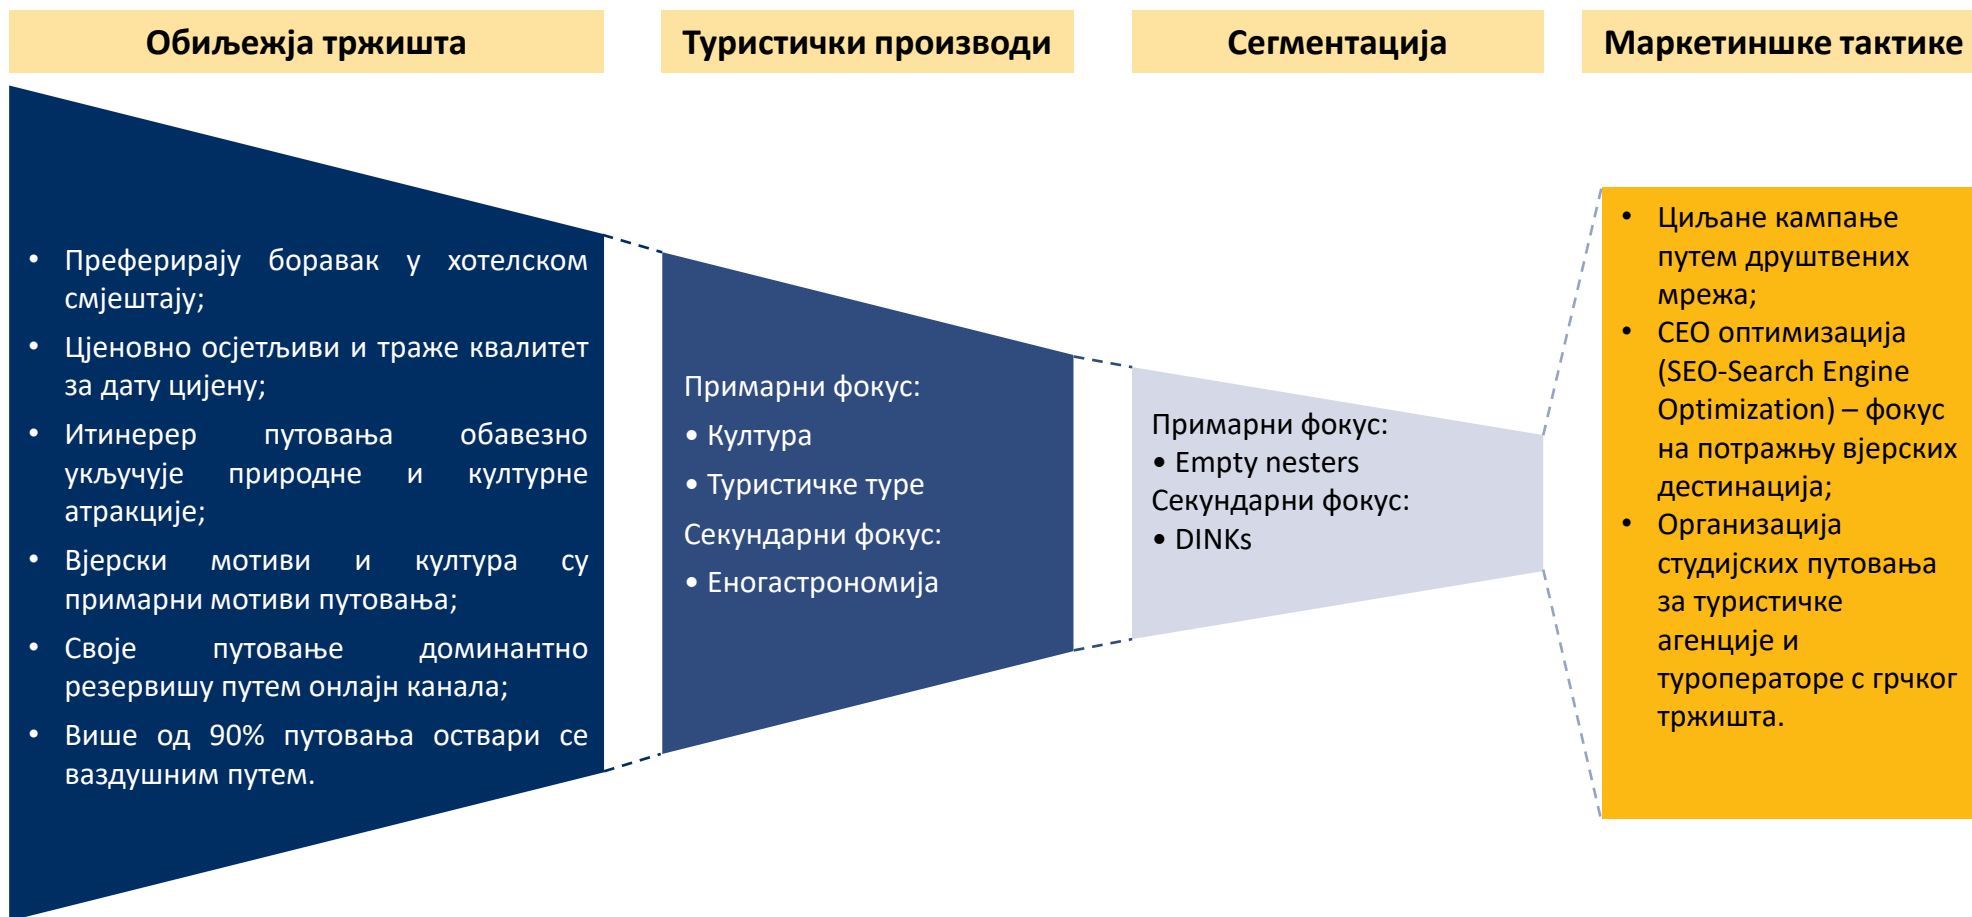 Обиљежја тржишта
• Преферирају боравак у хотелском
смјештају;
• Цјеновно осјетљиви и траже квалитет
за дату цијену;
• Итинерер путовања обавезно
укључује природне и културне
атракције;
• Вјерски мотиви и култура су
примарни мотиви путовања;
• Своје путовање доминантно
резервишу путем онлајн канала;
• Више од 90% путовања оствари се
ваздушним путем.
Туристички производи
Примарни фокус:
• Култура
• Туристичке туре
Секундарни фокус:
• Еногастрономија
Сегментација
Примарни фокус:
• Empty nesters
Секундарни фокус:
• DINKs
Маркетиншке тактике
• Циљане кампање
путем друштвених
мрежа;
• СЕО оптимизација
(SEO-Search Engine
Optimization) – фокус
на потражњу вјерских
дестинација;
• Организација
студијских путовања
за туристичке
агенције и
туроператоре с грчког
тржишта.